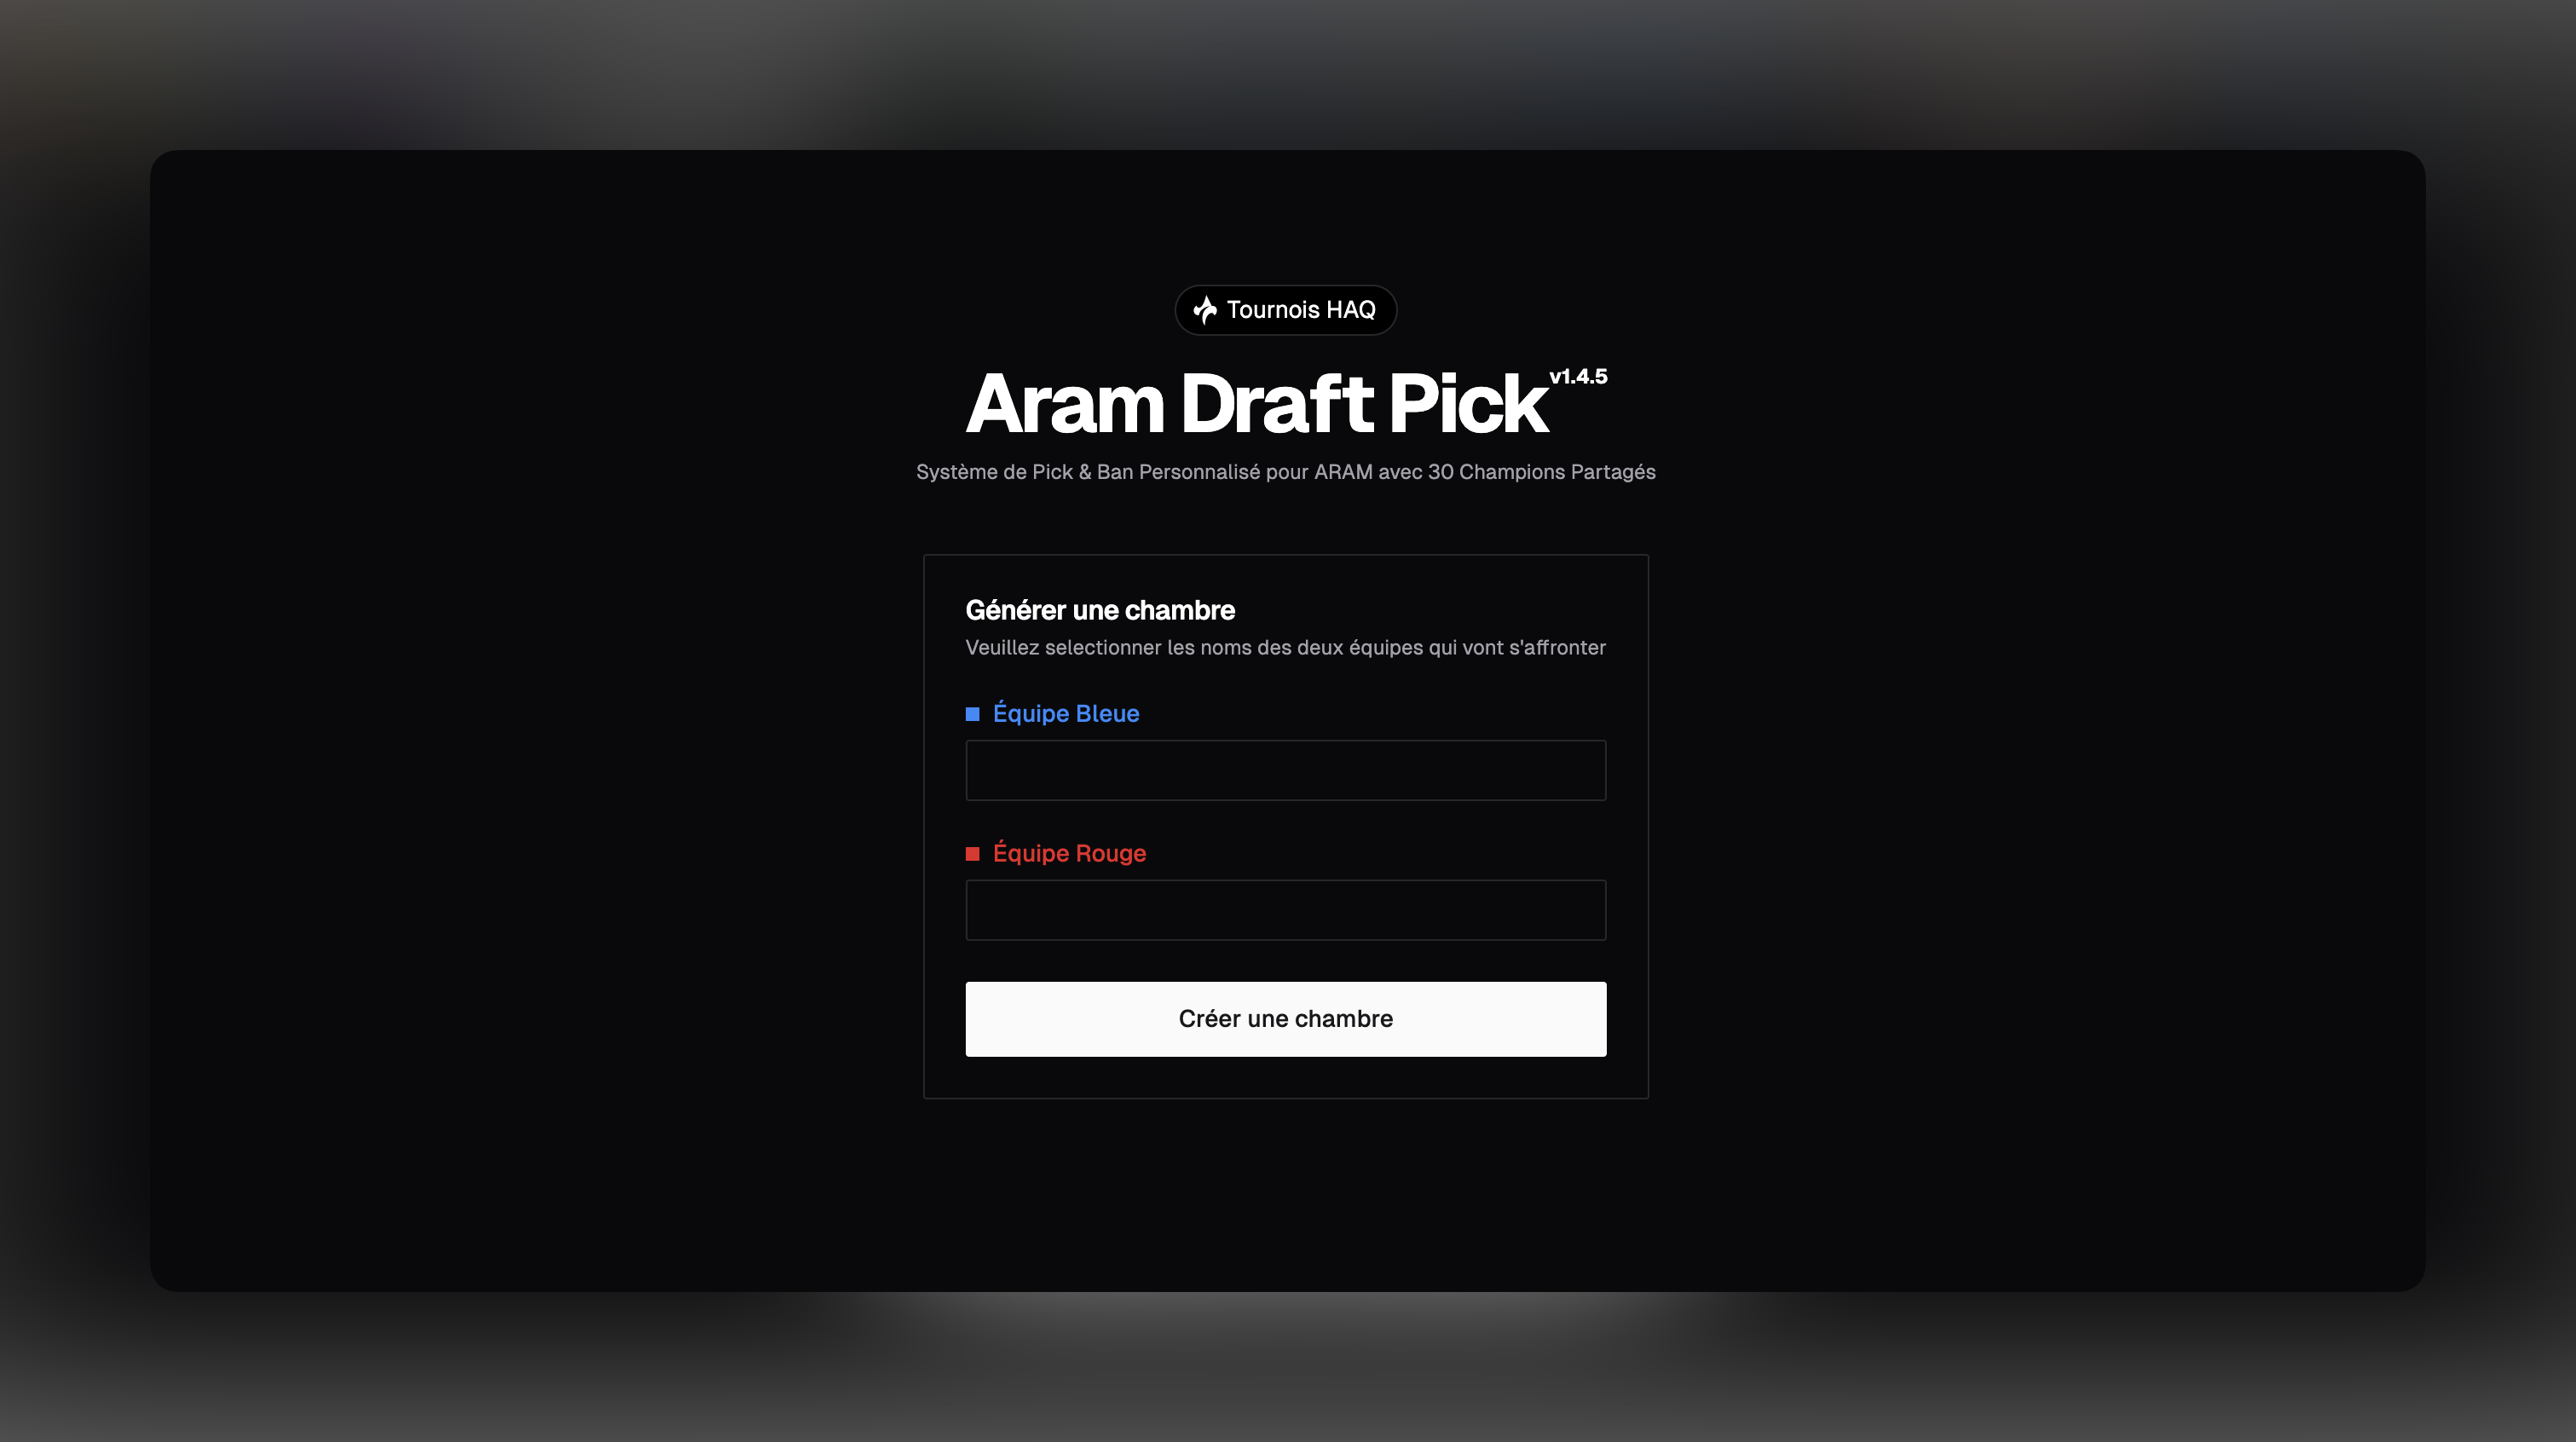 Tournois HAQ
Aram Draft Pick v1.4.5
Système de Pick & Ban Personnalisé pour ARAM avec 30 Champions Partagés
Générer une chambre
Veuillez selectionner les noms des deux équipes qui vont s'affronter
Équipe Bleue
Équipe Rouge
Créer une chambre